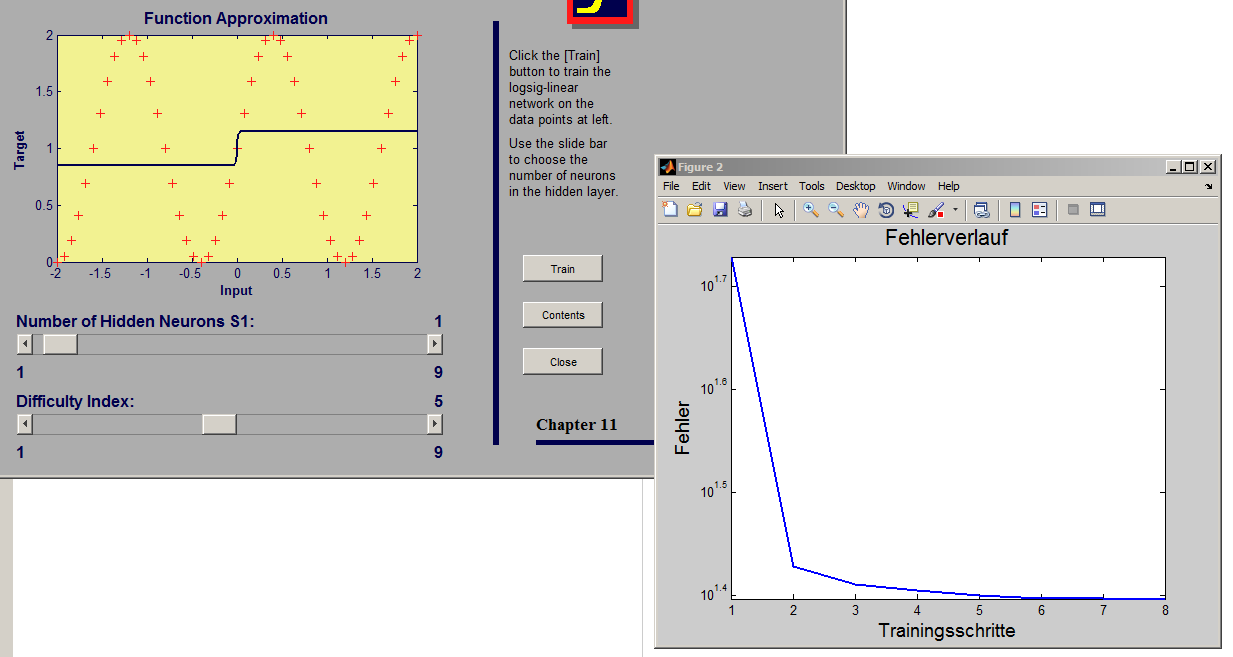 Function Approximation
2
1.5
1
0.5
0
Target
-2 -1.5 -1 -0.5 0 0.5 1 1.5 2
Input
Number of Hidden Neurons S1: 1
1 9
Difficulty Index: 5
1 9
Click the [Train]
button to train the
logsig-linear
network on the
data points at left.
Use the slide bar
to choose the
number of neurons
in the hidden layer.
Train
Contents
Close
Chapter 11
Figure 2
File Edit View Insert Tools Desktop Window Help
Fehlerverlauf
10^1.7
10^1.6
10^1.5
10^1.4
Fehler
1 2 3 4 5 6 7 8
Trainingsschritte